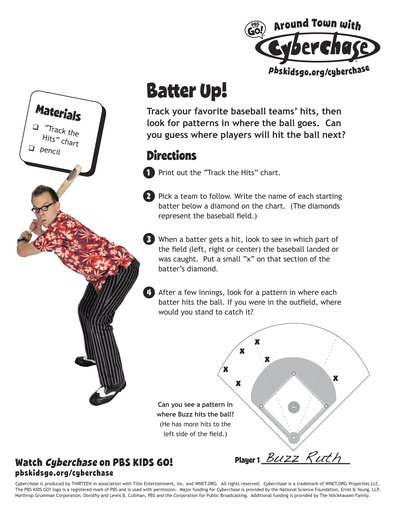 PBS KIDS GO!
Around Town with
Cyberchase
pbskidsgo.org/cyberchase
Batter Up!
Track your favorite baseball teams' hits, then
look for patterns in where the ball goes. Can
you guess where players will hit the ball next?
Materials
"Track the
Hits" chart
pencil
Directions
1 Print out the "Track the Hits" chart.
2 Pick a team to follow. Write the name of each starting
batter below a diamond on the chart. (The diamonds
represent the baseball field.)
3 When a batter gets a hit, look to see in which part of
the field (left, right or center) the baseball landed or
was caught. Put a small "x" on that section of the
batter's diamond.
4 After a few innings, look for a pattern in where each
batter hits the ball. If you were in the outfield, where
would you stand to catch it?
x
x
x
x
x
x
Can you see a pattern in
where Buzz hits the ball?
(He has more hits to the
left side of the field.)
Player 1 Buzz Ruth
Watch Cyberchase on PBS KIDS GO!
pbskidsgo.org/cyberchase
Cyberchase is produced by THIRTEEN in association with Title Entertainment, Inc. and WNET.ORG. All rights reserved. Cyberchase is a trademark of WNET.ORG Properties LLC.
The PBS KIDS GO! logo is a registered mark of PBS and is used with permission. Major funding for Cyberchase is provided by the National Science Foundation, Ernst & Young, LLP,
Northrop Grumman Corporation, Dorothy and Lewis B. Cullman, PBS and the Corporation for Public Broadcasting. Additional funding is provided by The Volckhausen Family.